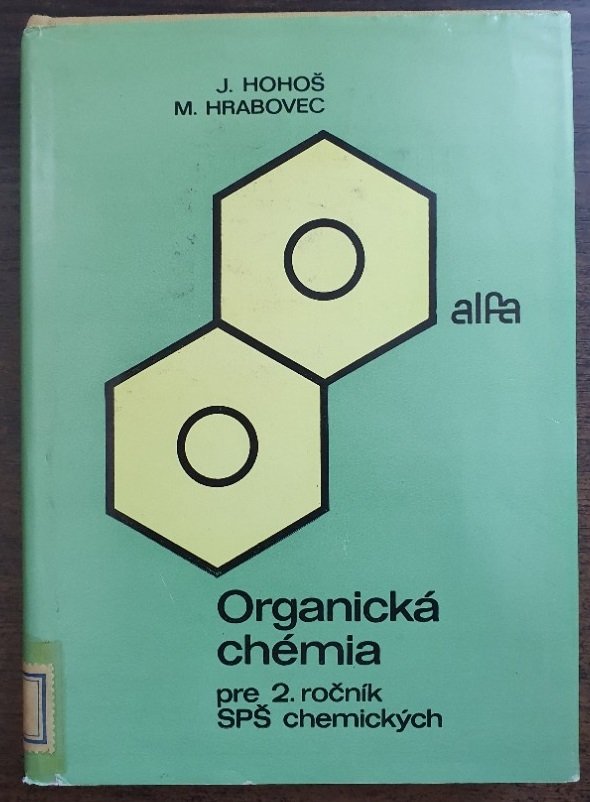 J. HOHOŠ
M. HRABOVEC
alfa
Organická
chémia
pre 2. ročník
SPŠ chemických